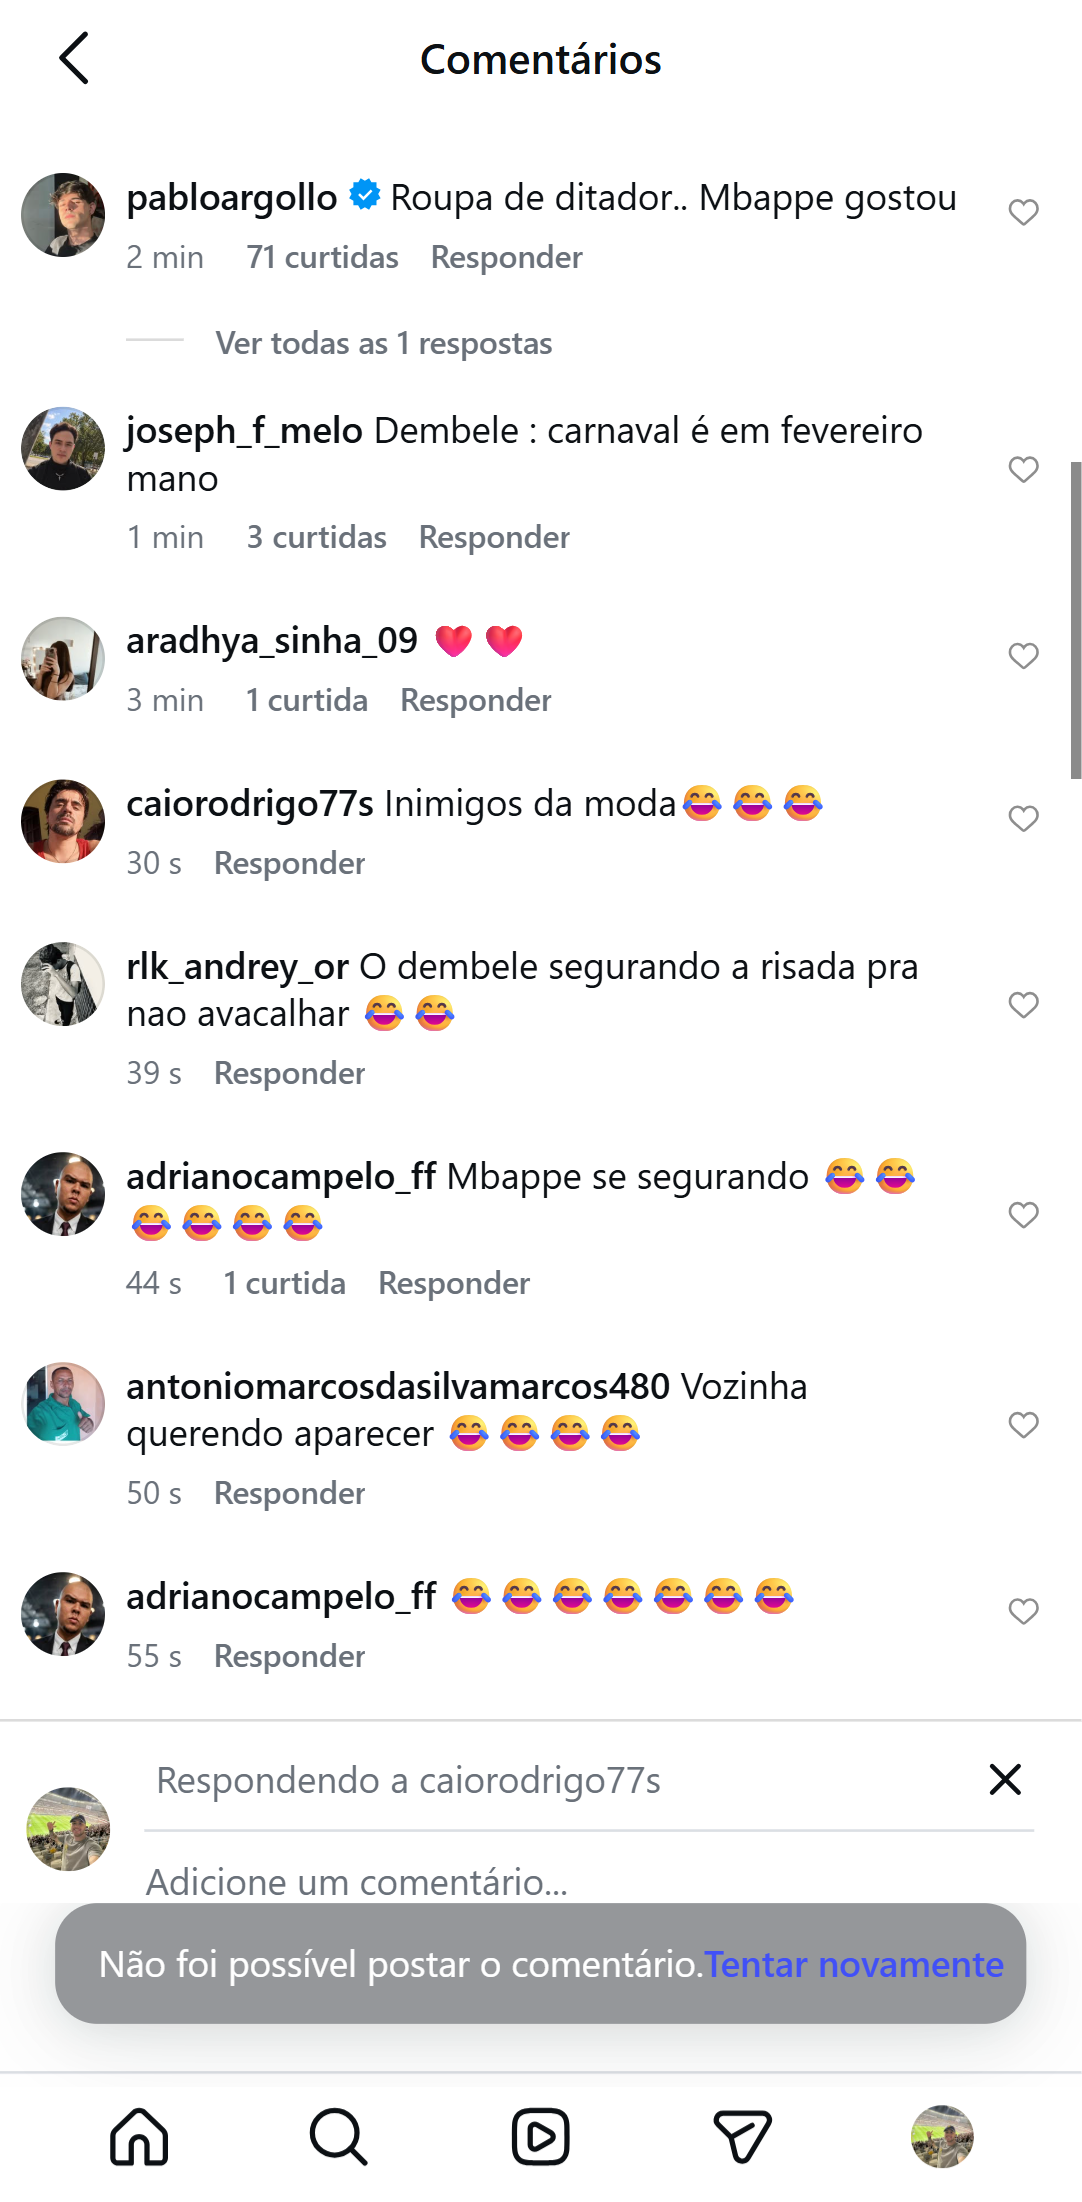 Comentários
pabloargollo Roupa de ditador.. Mbappe gostou
2 min 71 curtidas Responder
Ver todas as 1 respostas
joseph_f_melo Dembele : carnaval é em fevereiro
mano
1 min 3 curtidas Responder
aradhya_sinha_09 ❤️ ❤️
3 min 1 curtida Responder
caiorodrigo77s Inimigos da moda😂 😂 😂
30 s Responder
rlk_andrey_or O dembele segurando a risada pra
nao avacalhar 😂 😂
39 s Responder
adrianocampelo_ff Mbappe se segurando 😂 😂
😂 😂 😂 😂
44 s 1 curtida Responder
antoniomarcosdasilvamarcos480 Vozinha
querendo aparecer 😂 😂 😂 😂
50 s Responder
adrianocampelo_ff 😂 😂 😂 😂 😂 😂 😂
55 s Responder
Respondendo a caiorodrigo77s
Adicione um comentário...
Não foi possível postar o comentário.Tentar novamente